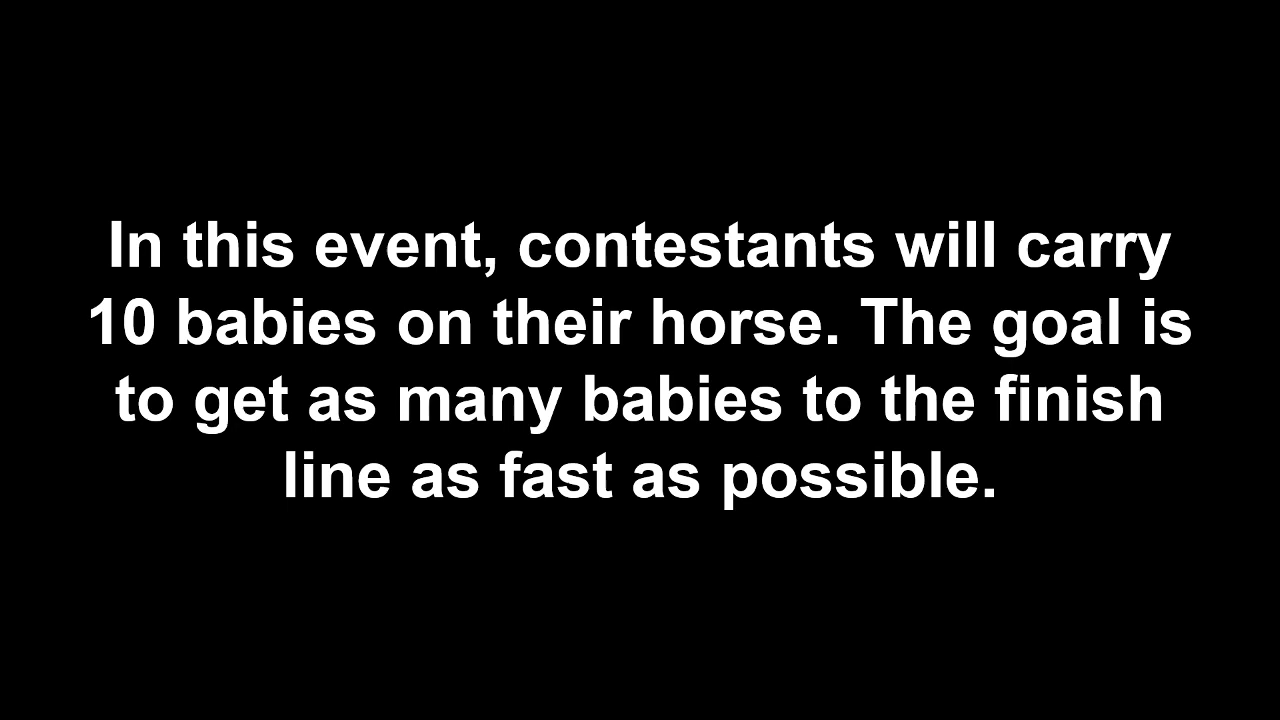 In this event, contestants will carry
10 babies on their horse. The goal is
to get as many babies to the finish
line as fast as possible.